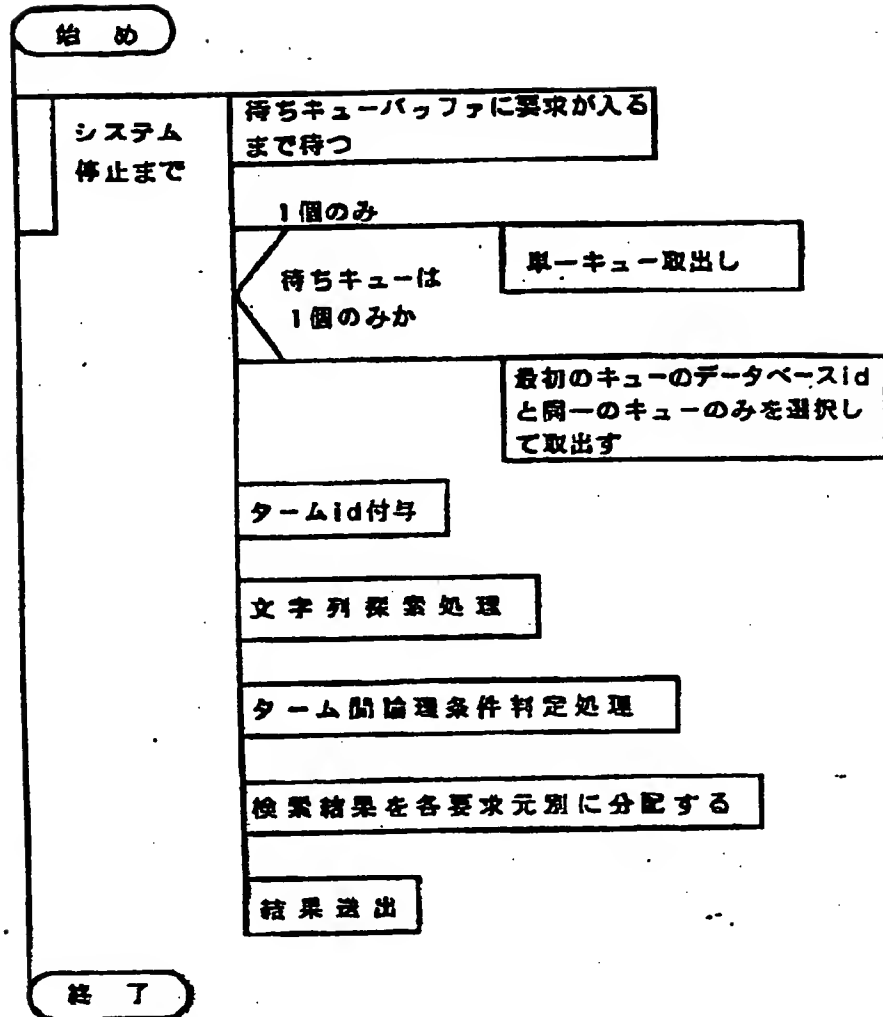 始め
システム
停止まで
待ちキューバッファに要求が入る
まで待つ
1個のみ
待ちキューは
1個のみか
単一キュー取出し
最初のキューのデータベースid
と同一のキューのみを選択し
て取出す
タームid付与
文字列探索処理
ターム間論理条件判定処理
検索結果を各要求元別に分配する
結果送出
終了